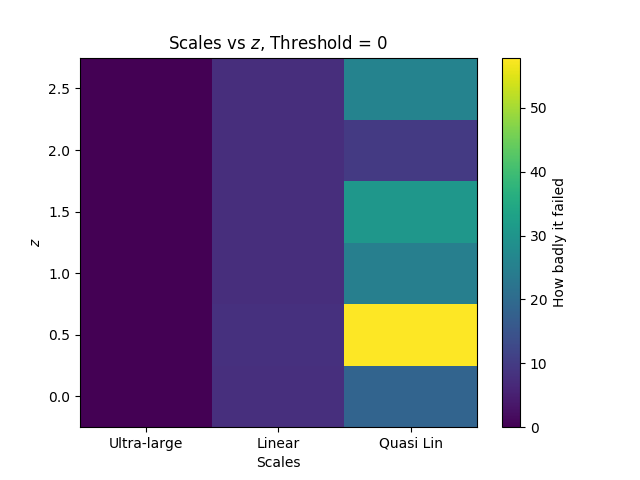 Scales vs z, Threshold = 0
2.5
2.0
1.5
1.0
0.5
0.0
z
Ultra-large
Linear
Quasi Lin
Scales
50
40
30
20
10
0
How badly it failed